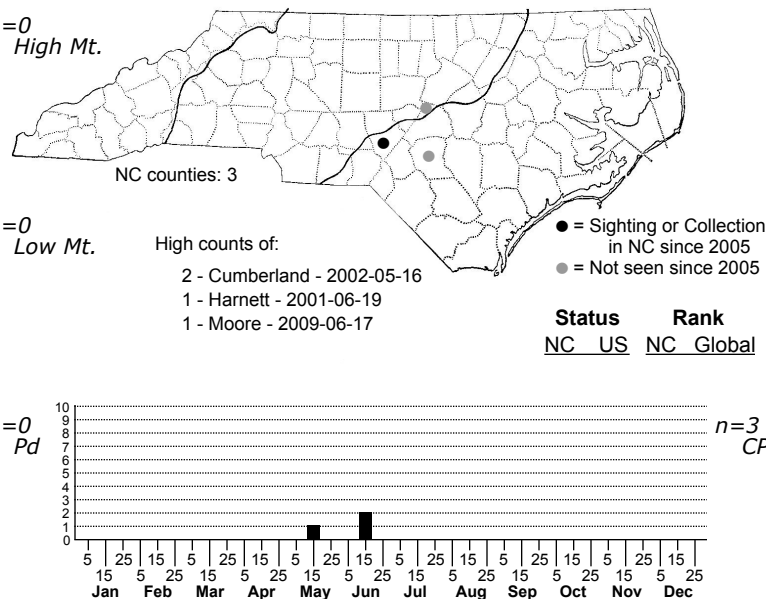 =0
High Mt.
NC counties: 3
=0
Low Mt.
High counts of:
2 - Cumberland - 2002-05-16
1 - Harnett - 2001-06-19
1 - Moore - 2009-06-17
● = Sighting or Collection
in NC since 2005
● = Not seen since 2005
Status Rank
NC US NC Global
=0
Pd
n=3
CP
10
9
8
7
6
5
4
3
2
1
0
5 25 15 5 25 15 5 25 15 5 25 15 5 25 15 5 25 15
15 5 25 15 5 25 15 5 25 15 5 25 15 5 25 15 5 25
Jan Feb Mar Apr May Jun Jul Aug Sep Oct Nov Dec